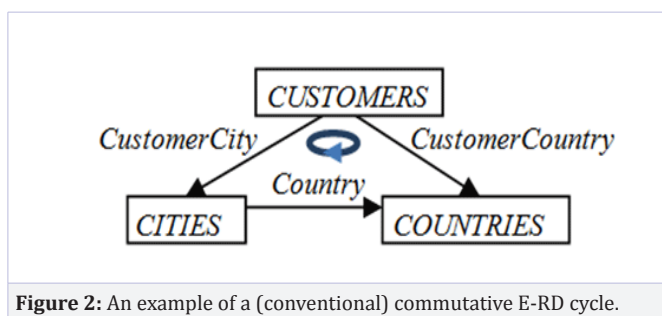 CUSTOMERS
CustomerCity
CustomerCountry
Country
CITIES
COUNTRIES
Figure 2: An example of a (conventional) commutative E-RD cycle.